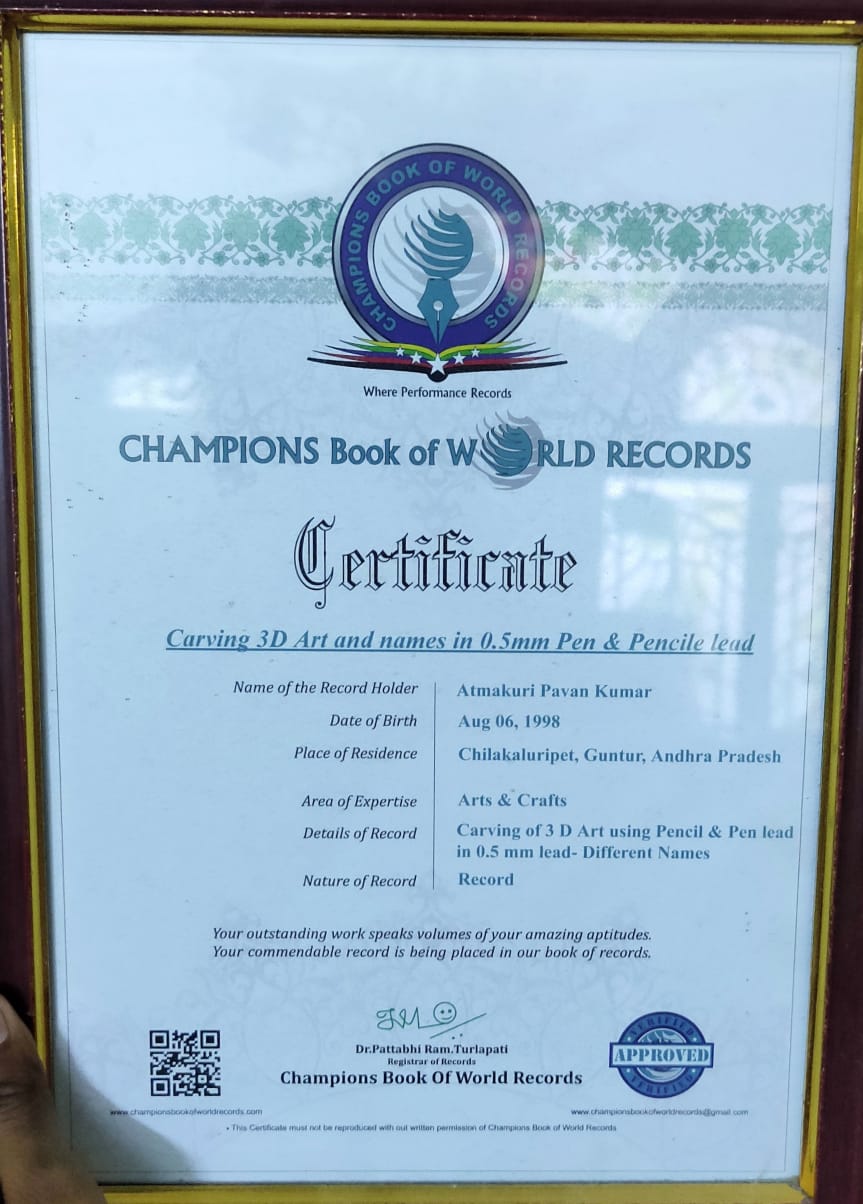 CHAMPIONS BOOK OF WORLD RECORDS
Where Performance Records
CHAMPIONS Book of WORLD RECORDS
Certificate
Carving 3D Art and names in 0.5mm Pen & Pencile lead
Name of the Record Holder Atmakuri Pavan Kumar
Date of Birth Aug 06, 1998
Place of Residence Chilakaluripet, Guntur, Andhra Pradesh
Area of Expertise Arts & Crafts
Details of Record Carving of 3 D Art using Pencil & Pen lead
in 0.5 mm lead- Different Names
Nature of Record Record
Your outstanding work speaks volumes of your amazing aptitudes.
Your commendable record is being placed in our book of records.
Dr.Pattabhi Ram.Turlapati
Registrar of Records
Champions Book Of World Records
VERIFIED
APPROVED
VERIFIED
www.championsbookofworldrecords.com www.championsbookofworldrecords@gmail.com
• This Certificate must not be reproduced with out written permission of Champions Book of World Records